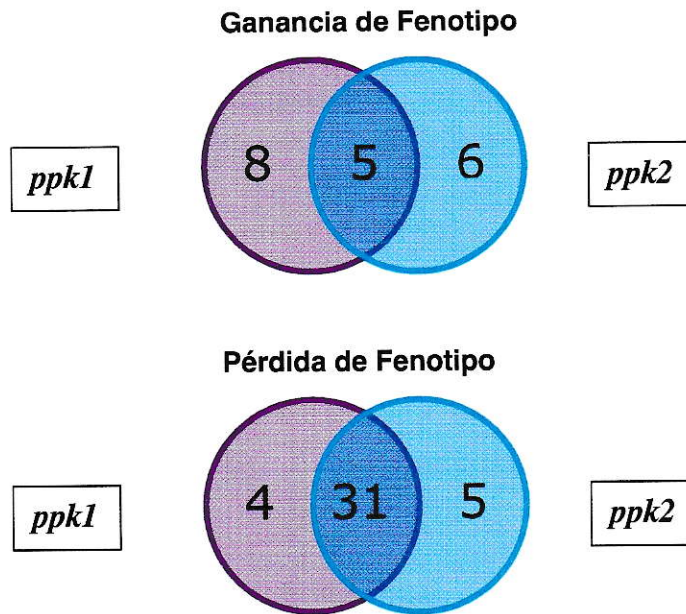 Ganancia de Fenotipo
8 5 6
ppk1
ppk2
Pérdida de Fenotipo
4 31 5
ppk1
ppk2